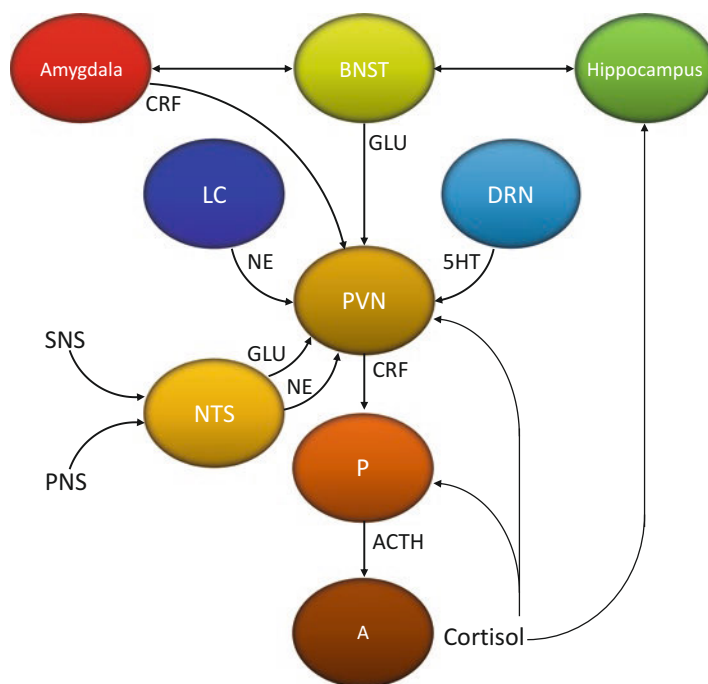 Amygdala
BNST
Hippocampus
CRF
GLU
LC
DRN
NE
5HT
PVN
SNS
GLU
CRF
NE
NTS
P
PNS
ACTH
A
Cortisol